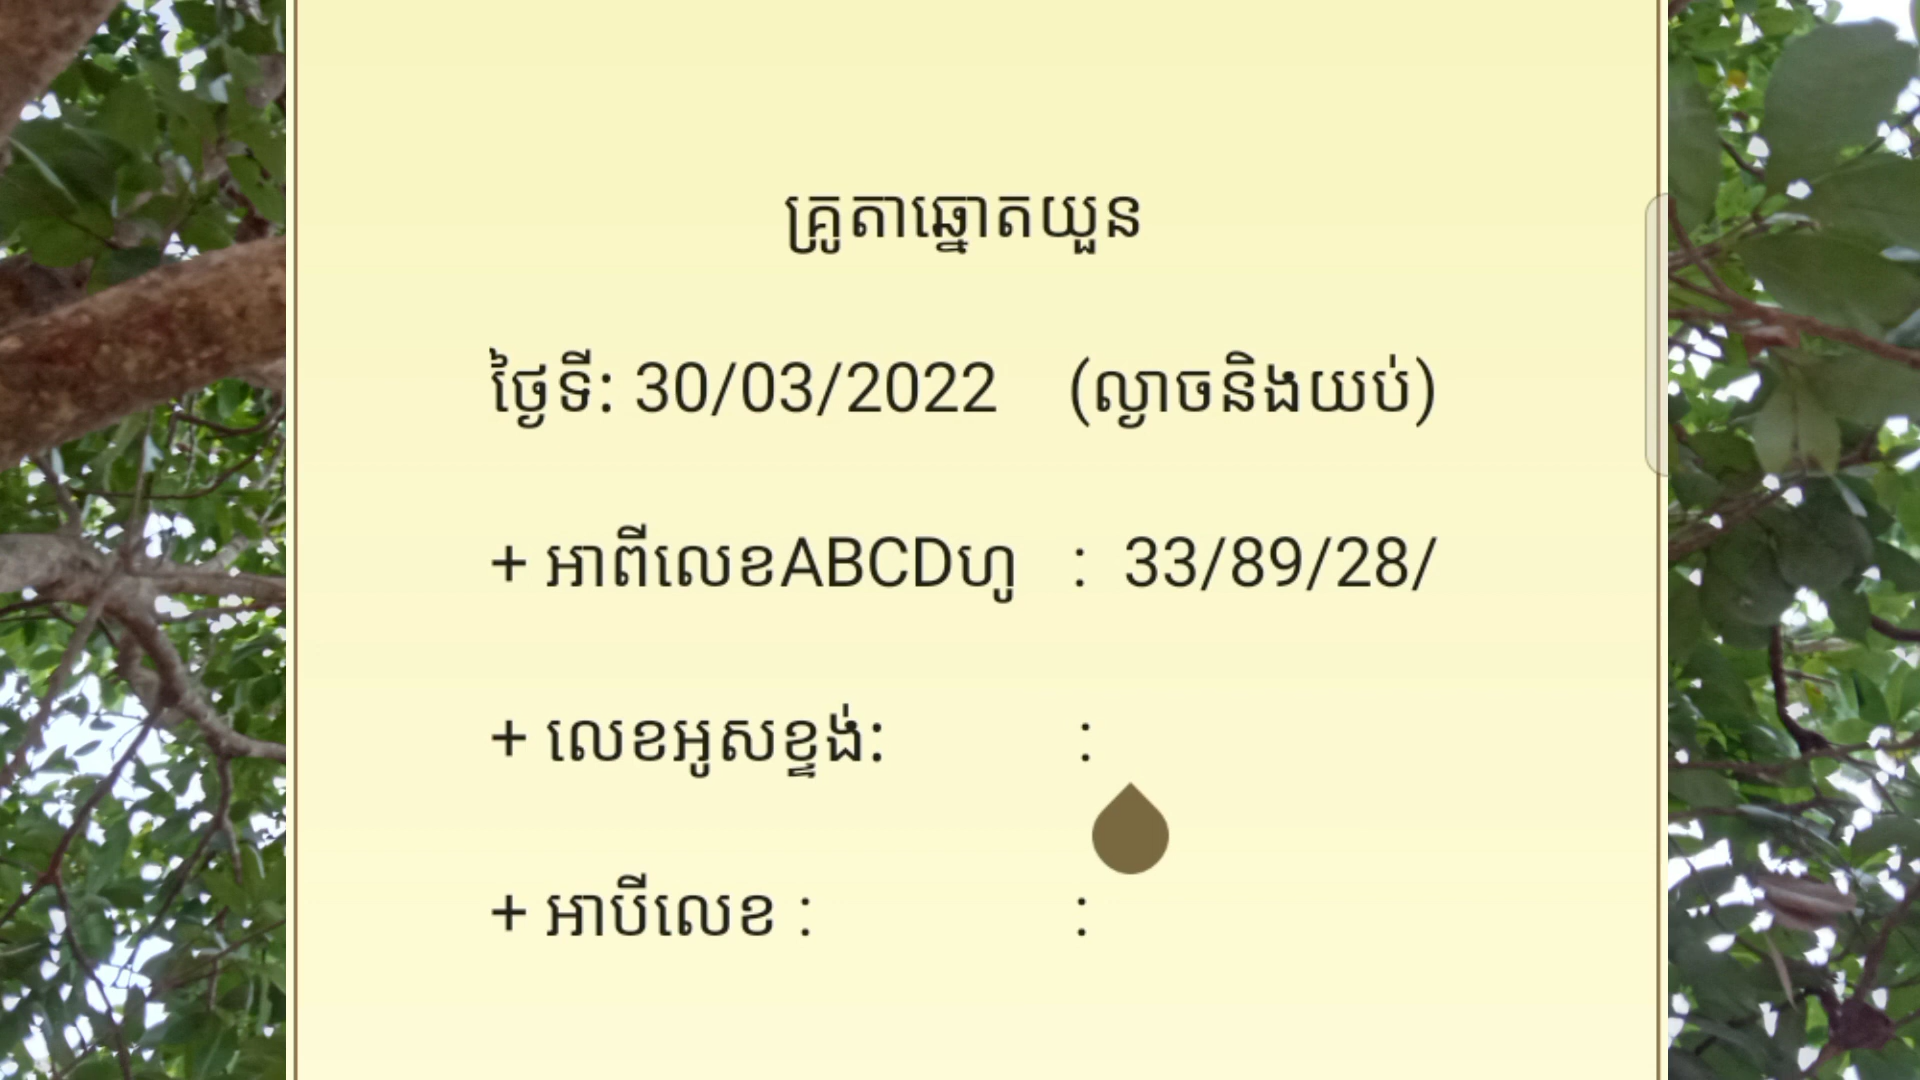 គ្រូតាឆ្នោតយួន
ថ្ងៃទី: 30/03/2022 (ល្ងាចនិងយប់)
+ អាពីលេខABCDហូ : 33/89/28/
+ លេខអូសខ្ទង់: :
+ អាបីលេខ : :